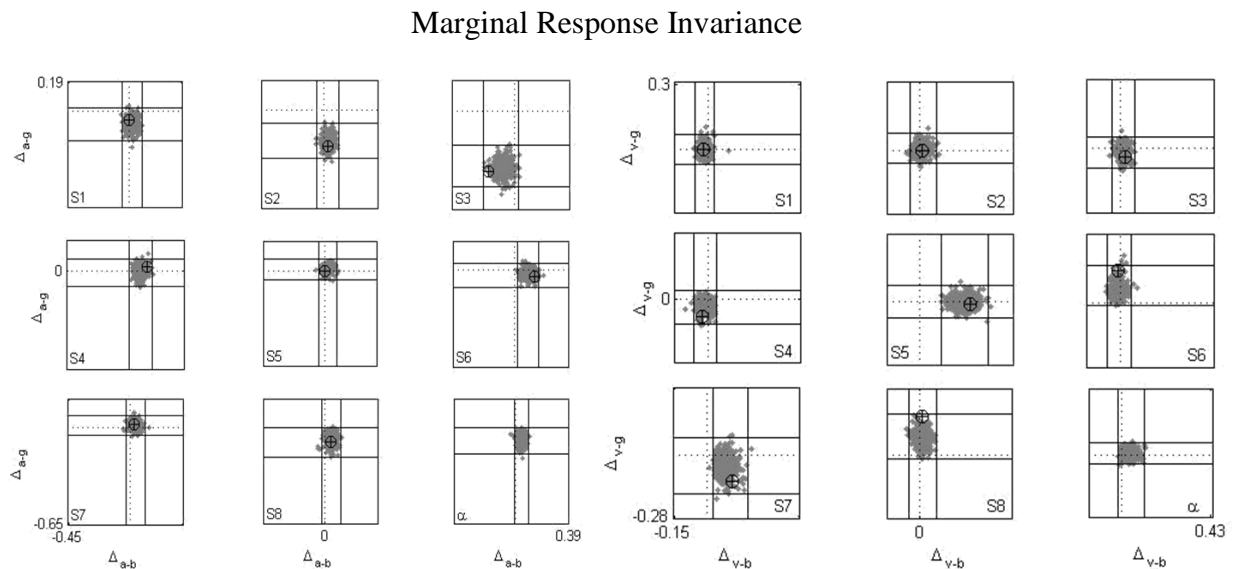 Marginal Response Invariance
0.19
Δa-g
S1
S2
S3
0
Δa-g
S4
S5
S6
Δa-g
-0.65
S7
S8
α
-0.45
0
0.39
Δa-b
Δa-b
Δa-b
0.3
Δv-g
S1
S2
S3
0
Δv-g
S4
S5
S6
Δv-g
-0.28
S7
S8
α
-0.15
0
0.43
Δv-b
Δv-b
Δv-b